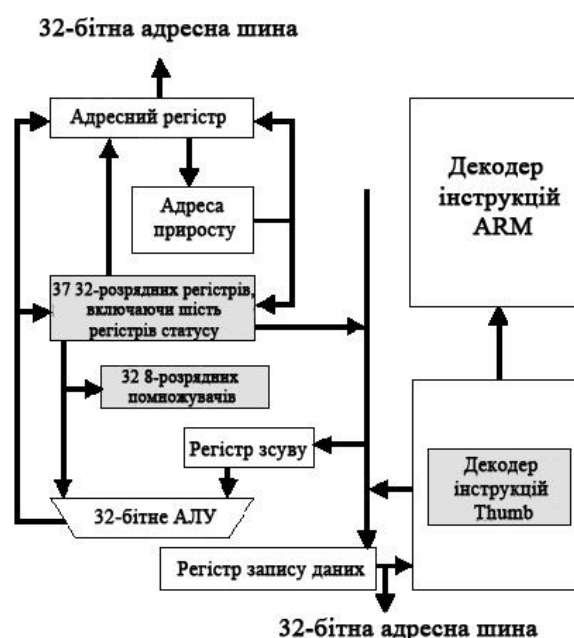 32-бітна адресна шина
Адресний регістр
Адреса
приросту
37 32-розрядних регістрів,
включаючи шість
регістрів статусу
32 8-розрядних
помножувачів
Регістр зсуву
32-бітне АЛУ
Регістр запису даних
Декодер
інструкцій
ARM
Декодер
інструкцій
Thumb
32-бітна адресна шина